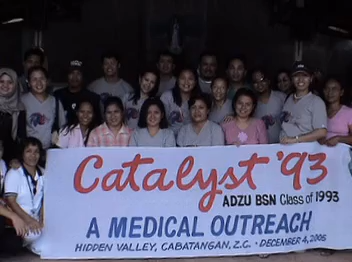 Catalyst '93
ADZU BSN Class of 1993
A MEDICAL OUTREACH
HIDDEN VALLEY, CABATANGAN, Z.C. • DECEMBER 4, 2005